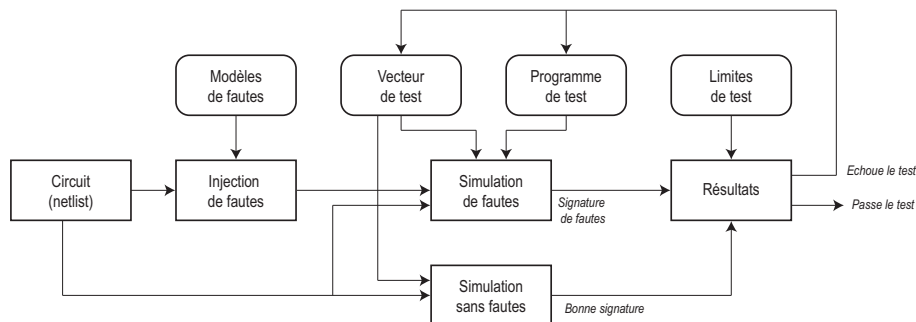 Modèles
de fautes
Vecteur
de test
Programme
de test
Limites
de test
Circuit
(netlist)
Injection
de fautes
Simulation
de fautes
Signature
de fautes
Résultats
Echoue le test
Passe le test
Simulation
sans fautes
Bonne signature